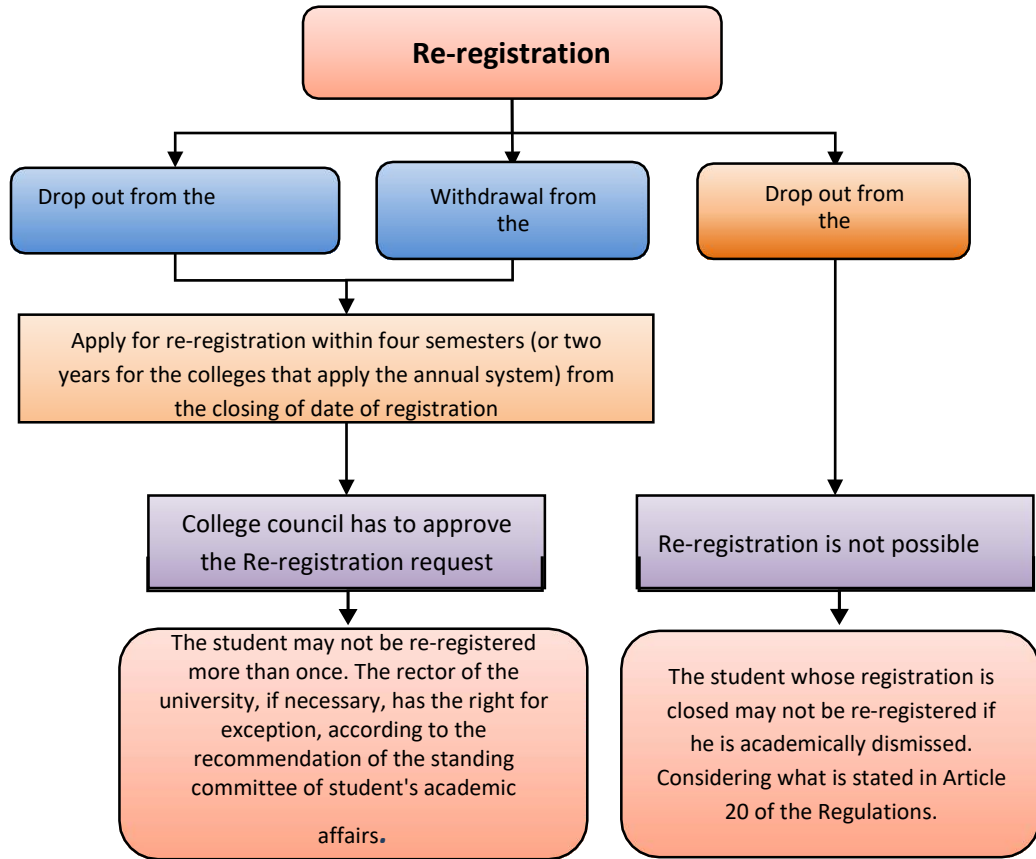 Re-registration
Drop out from the
Withdrawal from
the
Drop out from
the
Apply for re-registration within four semesters (or two
years for the colleges that apply the annual system) from
the closing of date of registration
College council has to approve
the Re-registration request
Re-registration is not possible
The student may not be re-registered
more than once. The rector of the
university, if necessary, has the right for
exception, according to the
recommendation of the standing
committee of student's academic
affairs.
The student whose registration is
closed may not be re-registered if
he is academically dismissed.
Considering what is stated in Article
20 of the Regulations.